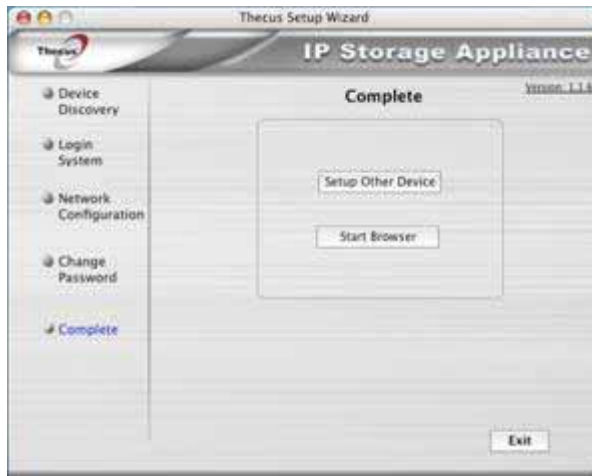 Thecus Setup Wizard
Thecus
IP Storage Appliance
Device
Discovery
Login
System
Network
Configuration
Change
Password
Complete
Complete
Setup Other Device
Start Browser
Exit